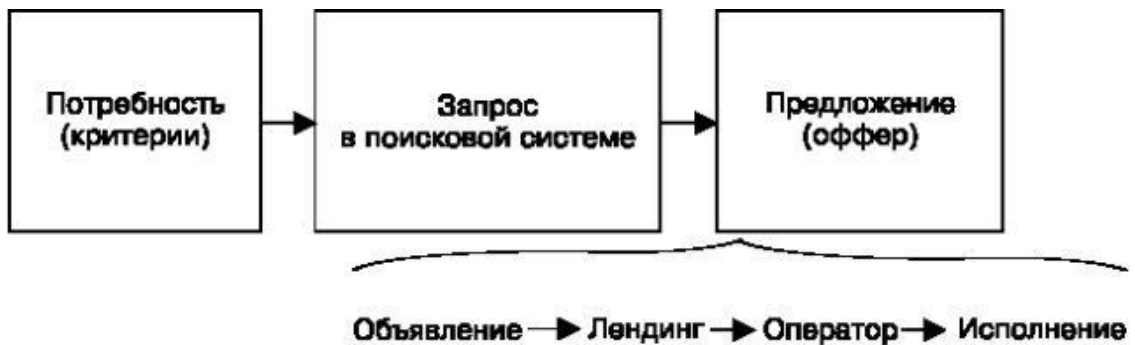 Потребность
(критерии)
Запрос
в поисковой системе
Предложение
(оффер)
Объявление Лендинг Оператор Исполнение